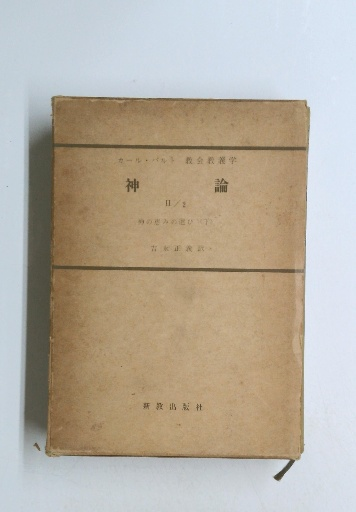 カール・バルト 教会教義学
神 論
II/2
神の恵みの選び 〈下〉
吉永正義訳
新教出版社